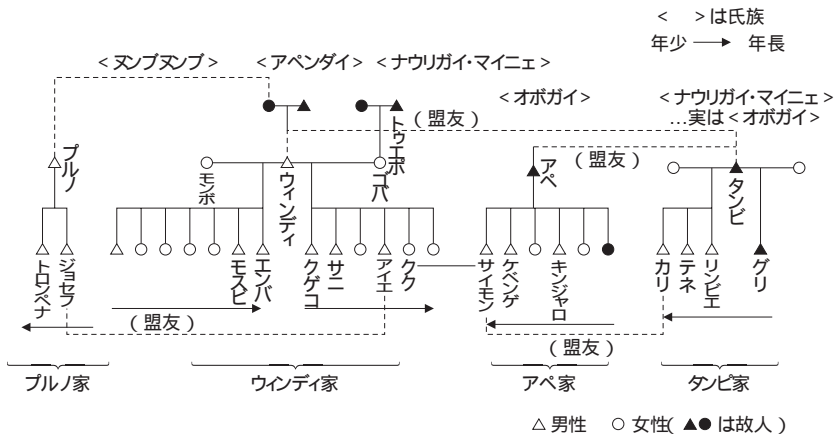 < >は氏族
年少 → 年長
<ヌンブヌンブ> <アペンダイ> <ナウリガイ・マイニェ>
<オボガイ>
<ナウリガイ・マイニェ>
…実は<オボガイ>
(盟友)
(盟友)
プルノ
モンボ
ウィンディ
ゴバ
トゥエポ
アペ
タンビ
トロンペナ
ジョセフ
モスビ
エンバ
クゲコ
サニ
アイエ
クク
サイモン
ケベンゲ
キンジャロ
カリ
テネ
リンビエ
グリ
(盟友)
(盟友)
プルノ家
ウィンディ家
アペ家
タンビ家
△ 男性 ○ 女性(▲●は故人)